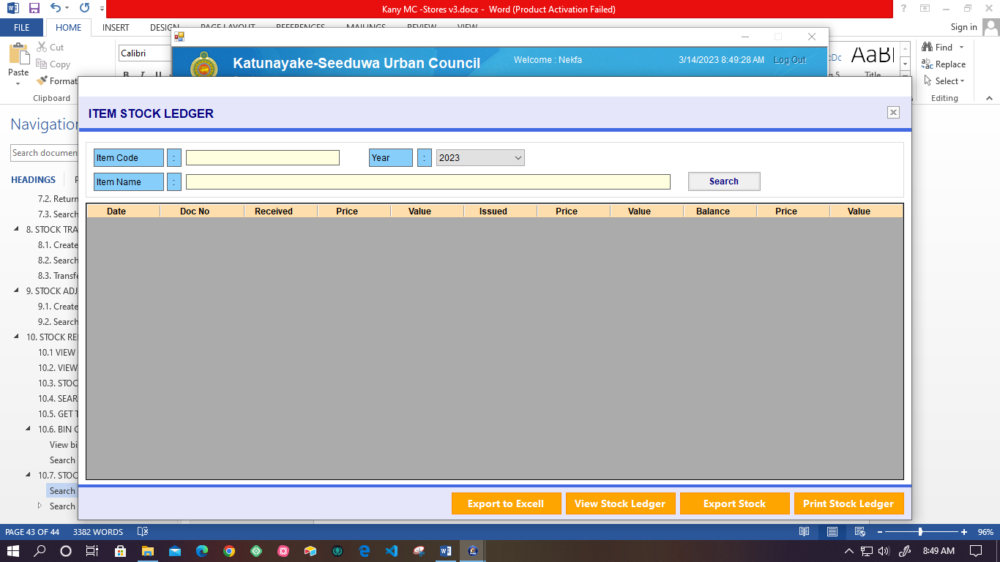 Kany MC -Stores v3.docx - Word (Product Activation Failed)
FILE HOME INSERT DESIGN PAGE LAYOUT REFERENCES MAILINGS REVIEW VIEW Sign in
Cut
Copy
Format
Paste
Clipboard
Calibri
B I U
Title
Find
Replace
Select
Editing
Katunayake-Seeduwa Urban Council
Welcome : Nekfa
3/14/2023 8:49:28 AM
Log Out
Navigation
Search documen
HEADINGS
7.2. Return
7.3. Search
8. STOCK TRA
8.1. Create
8.2. Search
8.3. Transfe
9. STOCK ADJ
9.1. Create
9.2. Search
10. STOCK RE
10.1 VIEW
10.2. VIEW
10.3. STOC
10.4. SEAR
10.5. GET T
10.6. BIN C
View bi
Search
10.7. STOC
Search
Search
ITEM STOCK LEDGER
Item Code : Year : 2023
Item Name : Search
Date Doc No Received Price Value Issued Price Value Balance Price Value
Export to Excell View Stock Ledger Export Stock Print Stock Ledger
PAGE 43 OF 44 3382 WORDS 96%
8:49 AM